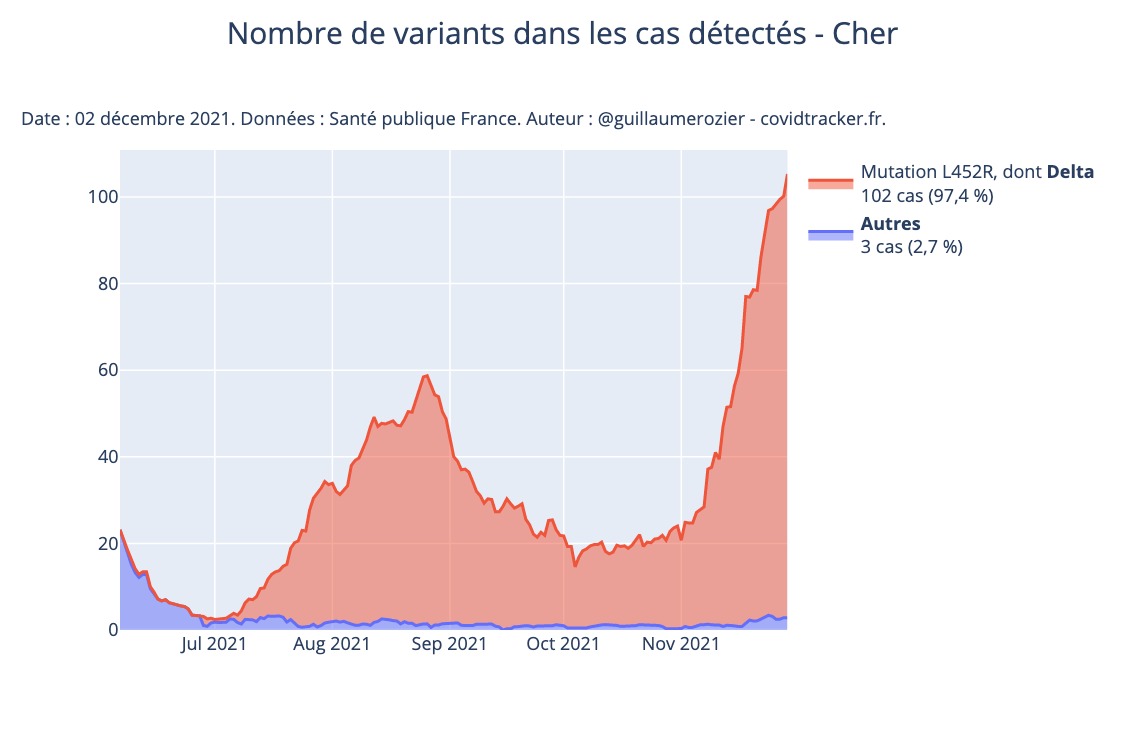 Nombre de variants dans les cas détectés - Cher
Date : 02 décembre 2021. Données : Santé publique France. Auteur : @guillaumerozier - covidtracker.fr.
Mutation L452R, dont Delta
102 cas (97,4 %)
Autres
3 cas (2,7 %)
100
80
60
40
20
0
Jul 2021
Aug 2021
Sep 2021
Oct 2021
Nov 2021